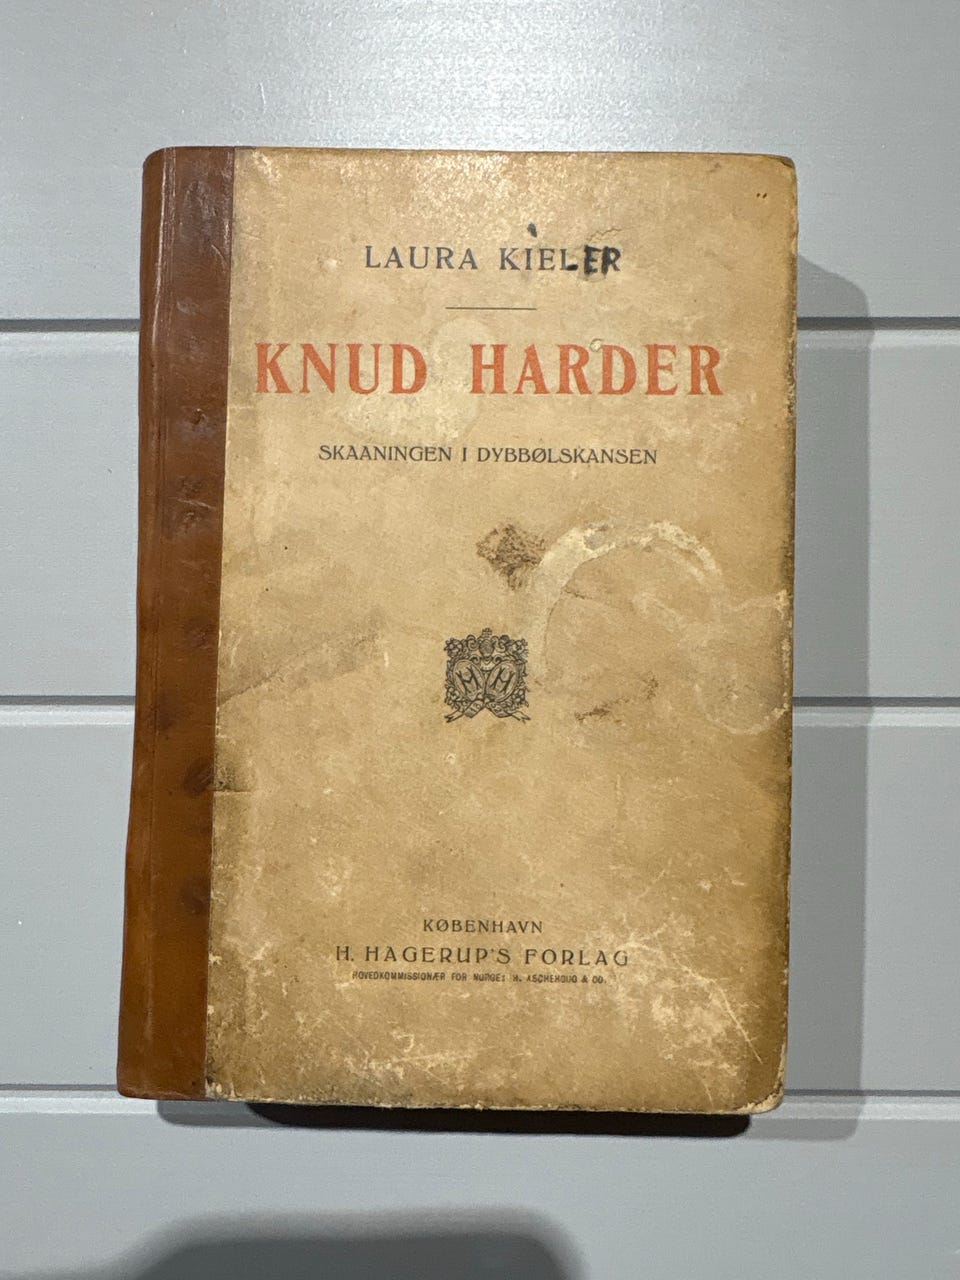 LAURA KIELER
KNUD HARDER
SKAANINGEN I DYBBØLSKANSEN
H H
KØBENHAVN
H. HAGERUP'S FORLAG
HOVEDKOMMISSIONÆR FOR NORGE: H. ASCHEHOUG & CO.